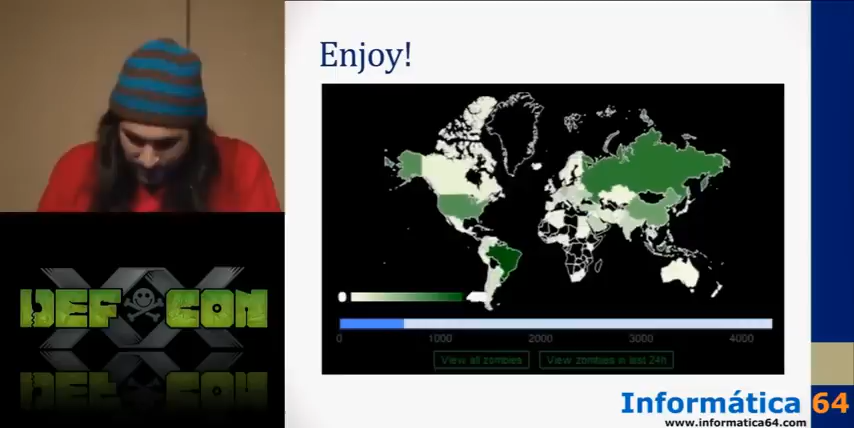 Enjoy!
0 1000 2000 3000 4000
View all zombies View zombies in last 24h
DEF CON
XX
Informática 64
www.informatica64.com